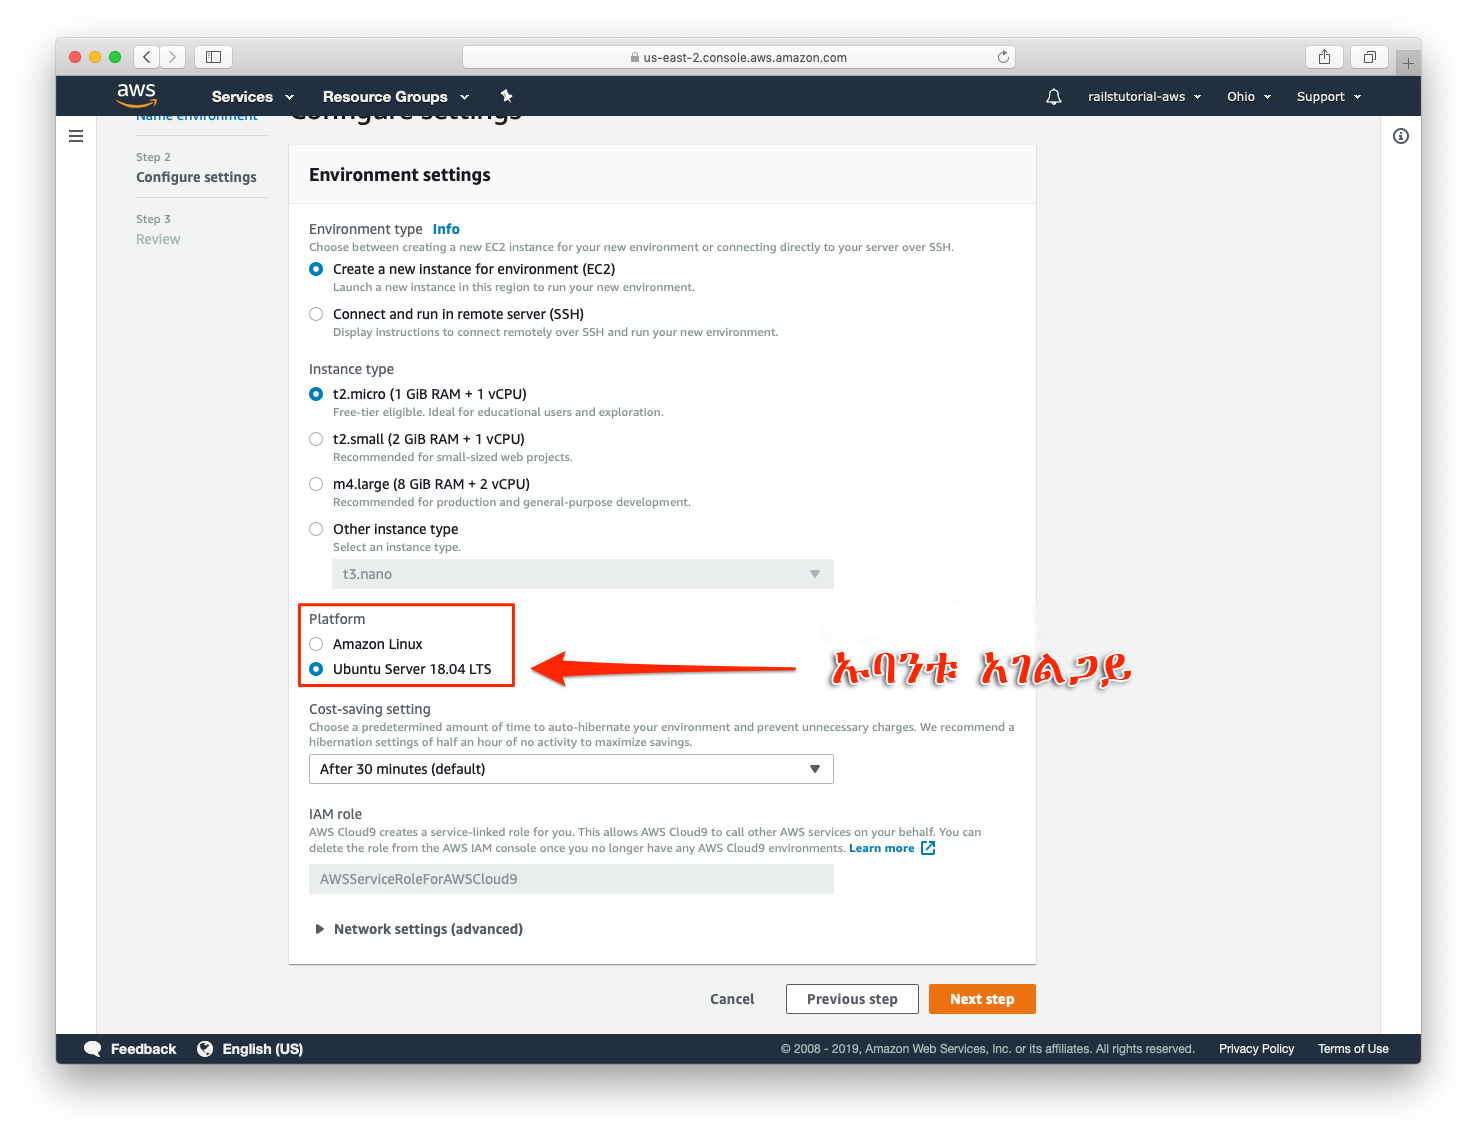 us-east-2.console.aws.amazon.com
aws
Services
Resource Groups
railstutorial-aws
Ohio
Support
Name environment
Step 2
Configure settings
Step 3
Review
Configure settings
Environment settings
Environment type Info
Choose between creating a new EC2 instance for your new environment or connecting directly to your server over SSH.
Create a new instance for environment (EC2)
Launch a new instance in this region to run your new environment.
Connect and run in remote server (SSH)
Display instructions to connect remotely over SSH and run your new environment.
Instance type
t2.micro (1 GiB RAM + 1 vCPU)
Free-tier eligible. Ideal for educational users and exploration.
t2.small (2 GiB RAM + 1 vCPU)
Recommended for small-sized web projects.
m4.large (8 GiB RAM + 2 vCPU)
Recommended for production and general-purpose development.
Other instance type
Select an instance type.
t3.nano
Platform
Amazon Linux
Ubuntu Server 18.04 LTS
ኡባንቱ አገልጋይ
Cost-saving setting
Choose a predetermined amount of time to auto-hibernate your environment and prevent unnecessary charges. We recommend a
hibernation settings of half an hour of no activity to maximize savings.
After 30 minutes (default)
IAM role
AWS Cloud9 creates a service-linked role for you. This allows AWS Cloud9 to call other AWS services on your behalf. You can
delete the role from the AWS IAM console once you no longer have any AWS Cloud9 environments. Learn more
AWSServiceRoleForAWSCloud9
Network settings (advanced)
Cancel
Previous step
Next step
Feedback
English (US)
© 2008 - 2019, Amazon Web Services, Inc. or its affiliates. All rights reserved.
Privacy Policy
Terms of Use